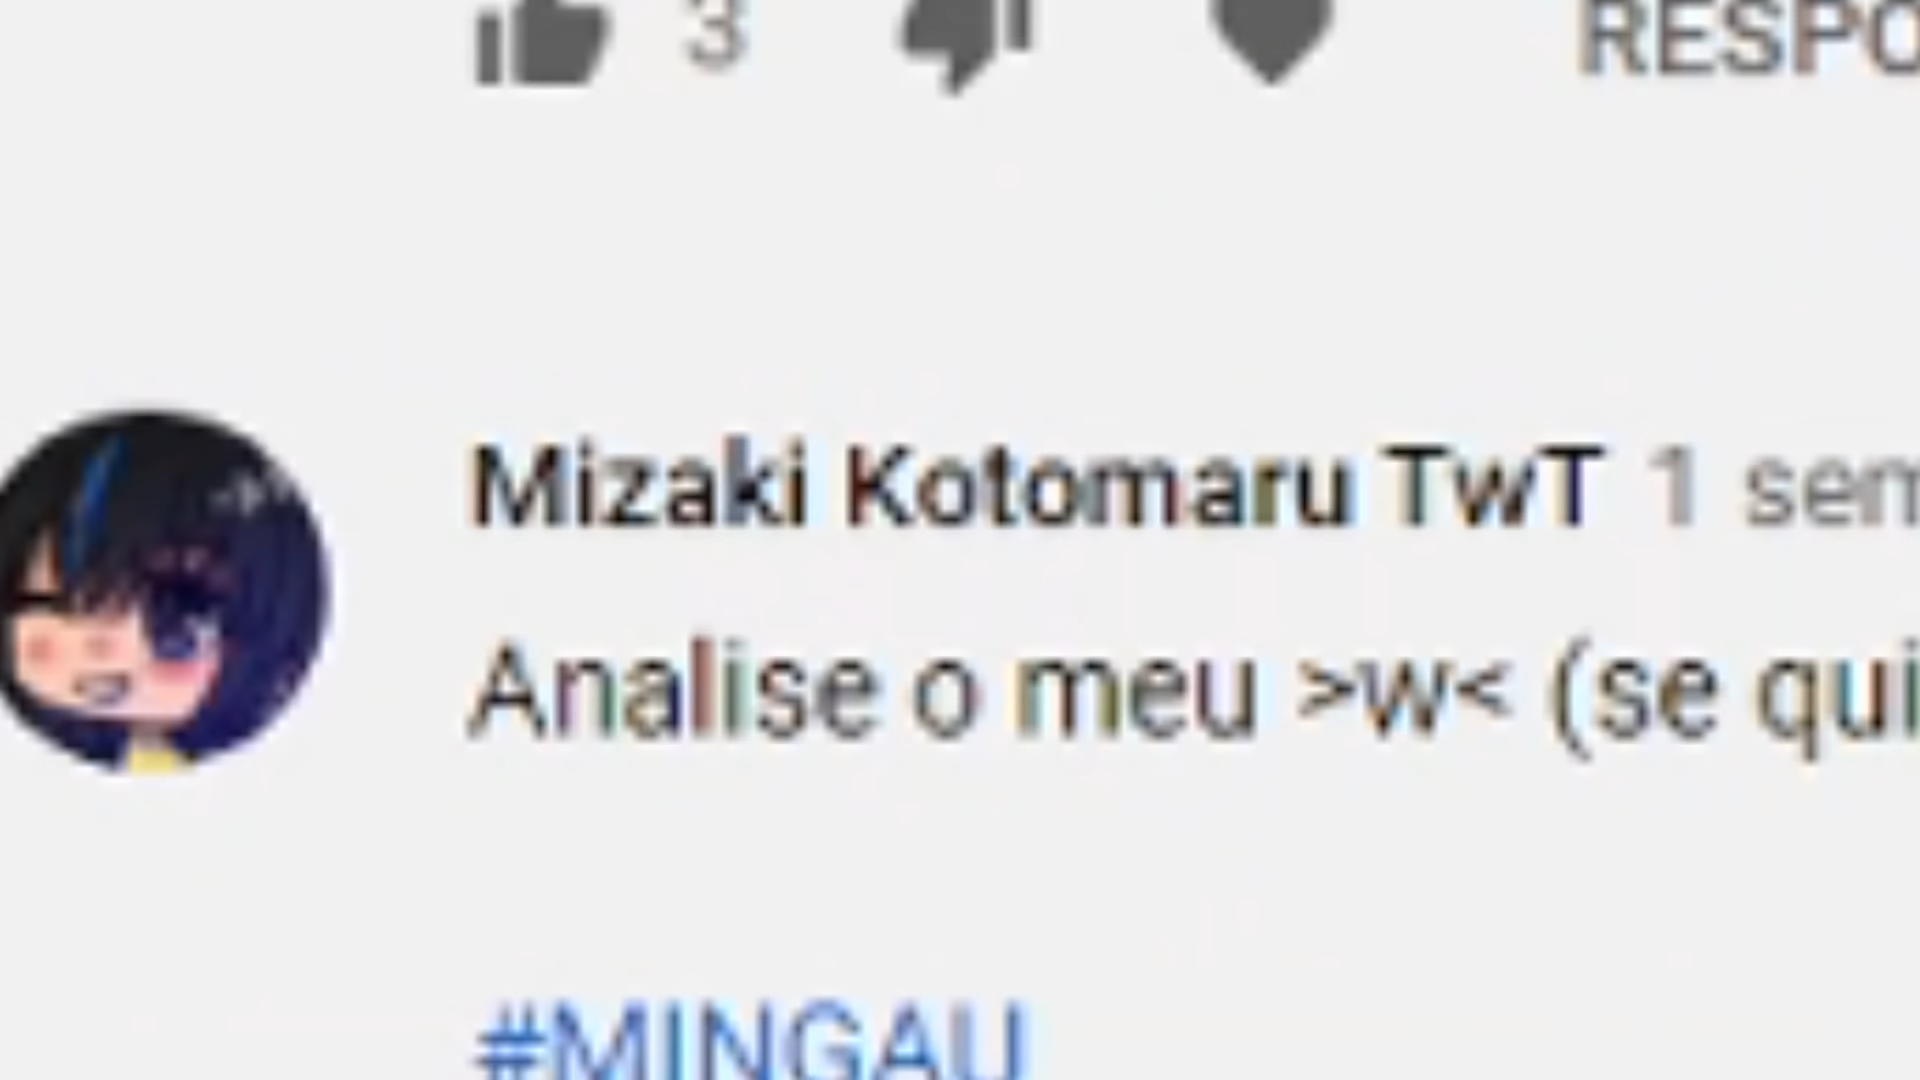 3 RESPO
Mizaki Kotomaru TwT 1 sem
Analise o meu >w< (se qui
#MINGAU